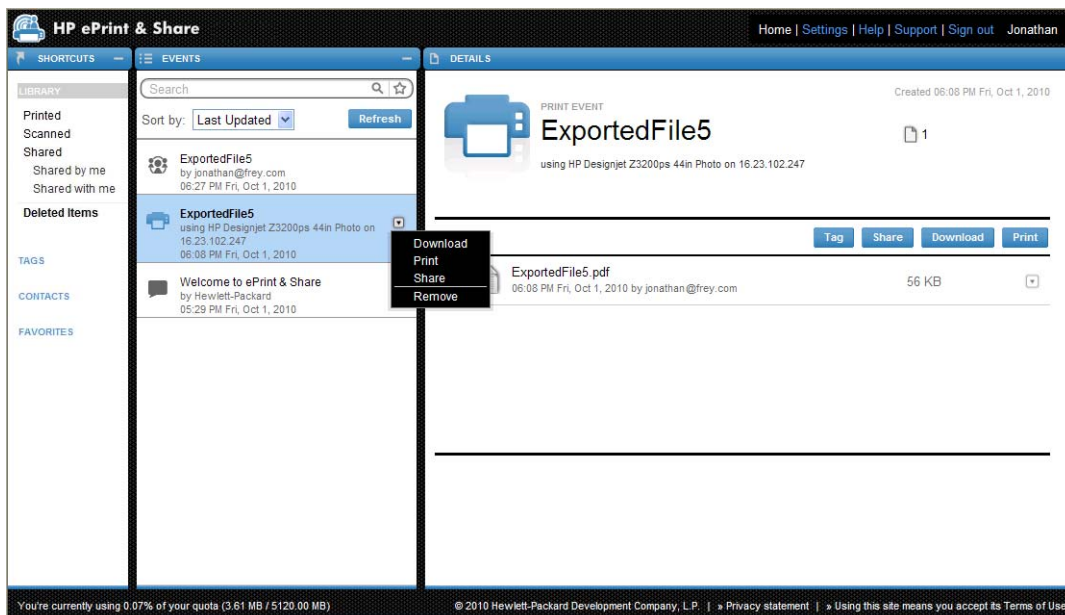 HP ePrint & Share
Home | Settings | Help | Support | Sign out Jonathan
SHORTCUTS
LIBRARY
Printed
Scanned
Shared
Shared by me
Shared with me
Deleted Items
TAGS
CONTACTS
FAVORITES
EVENTS
Search
Sort by: Last Updated Refresh
ExportedFile5
by jonathan@frey.com
06:27 PM Fri, Oct 1, 2010
ExportedFile5
using HP Designjet Z3200ps 44in Photo on
16.23.102.247
06:08 PM Fri, Oct 1, 2010
Welcome to ePrint & Share
by Hewlett-Packard
05:29 PM Fri, Oct 1, 2010
Download
Print
Share
Remove
DETAILS
Created 06:08 PM Fri, Oct 1, 2010
PRINT EVENT
ExportedFile5
1
using HP Designjet Z3200ps 44in Photo on 16.23.102.247
Tag Share Download Print
ExportedFile5.pdf
56 KB
06:08 PM Fri, Oct 1, 2010 by jonathan@frey.com
You're currently using 0.07% of your quota (3.61 MB / 5120.00 MB)
© 2010 Hewlett-Packard Development Company, L.P. | » Privacy statement | » Using this site means you accept its Terms of Use